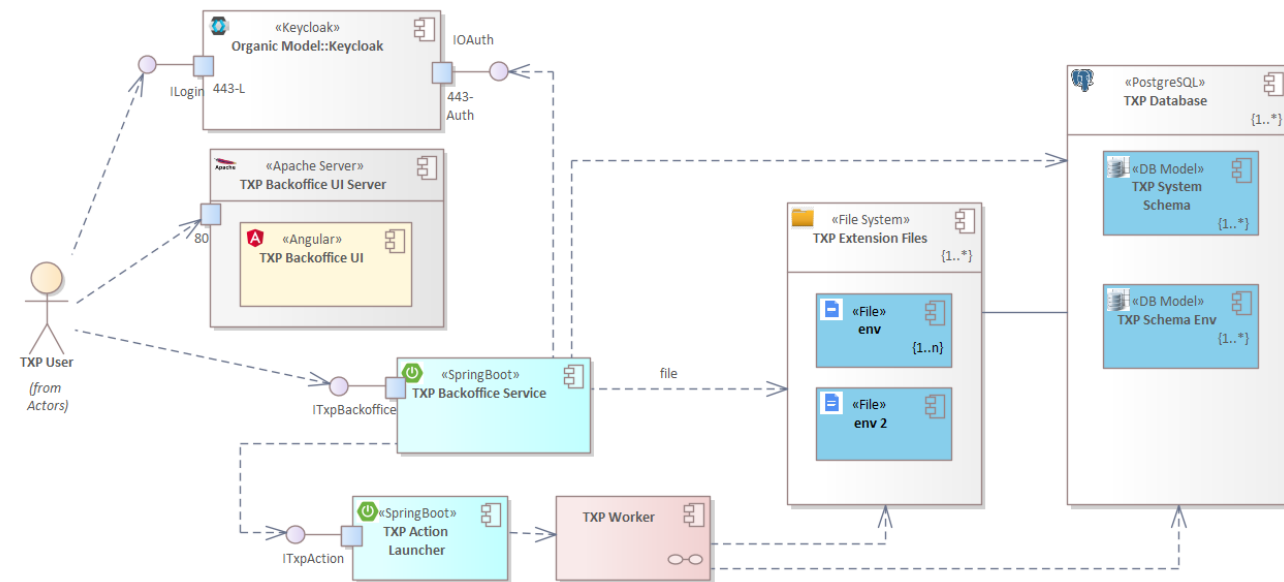 «Keycloak»
Organic Model::Keycloak
IOAuth
ILogin
443-L
443-
Auth
Apache
«Apache Server»
TXP Backoffice UI Server
80
«Angular»
TXP Backoffice UI
TXP User
(from
Actors)
«SpringBoot»
TXP Backoffice Service
ITxpBackoffice
file
«SpringBoot»
TXP Action
Launcher
ITxpAction
TXP Worker
«File System»
TXP Extension Files
{1..*}
«File»
env
{1..n}
«File»
env 2
«PostgreSQL»
TXP Database
{1..*}
«DB Model»
TXP System
Schema
{1..*}
«DB Model»
TXP Schema Env
{1..*}